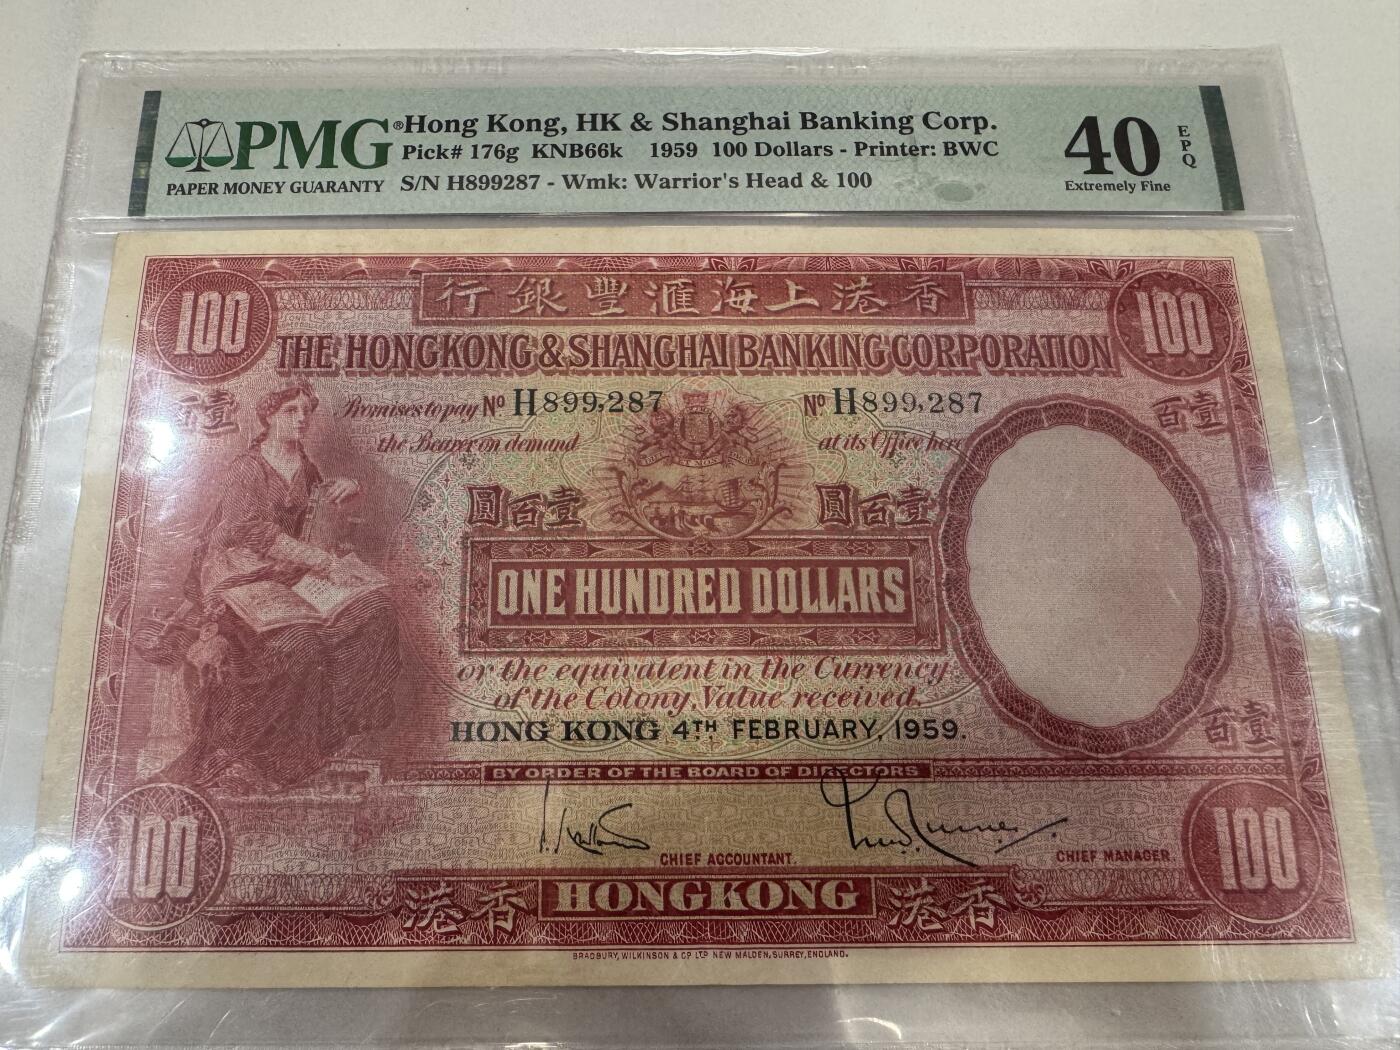 PMG
®
PAPER MONEY GUARANTY
Hong Kong, HK & Shanghai Banking Corp.
Pick# 176g KNB66k 1959 100 Dollars - Printer: BWC
S/N H899287 - Wmk: Warrior's Head & 100
40
Extremely Fine
EPQ
100
行銀豐滙海上港香
100
THE HONGKONG & SHANGHAI BANKING CORPORATION
Promises to pay Nº H899,287
Nº H899,287
the Bearer on demand
at its Office here
百壹
百壹
圓百壹
圓百壹
ONE HUNDRED DOLLARS
or the equivalent in the Currency
of the Colony, Value received.
HONG KONG 4TH FEBRUARY, 1959.
百壹
BY ORDER OF THE BOARD OF DIRECTORS
CHIEF ACCOUNTANT.
CHIEF MANAGER.
100
港香
HONGKONG
港香
100
BRADBURY, WILKINSON & Cº LTD NEW MALDEN, SURREY, ENGLAND.